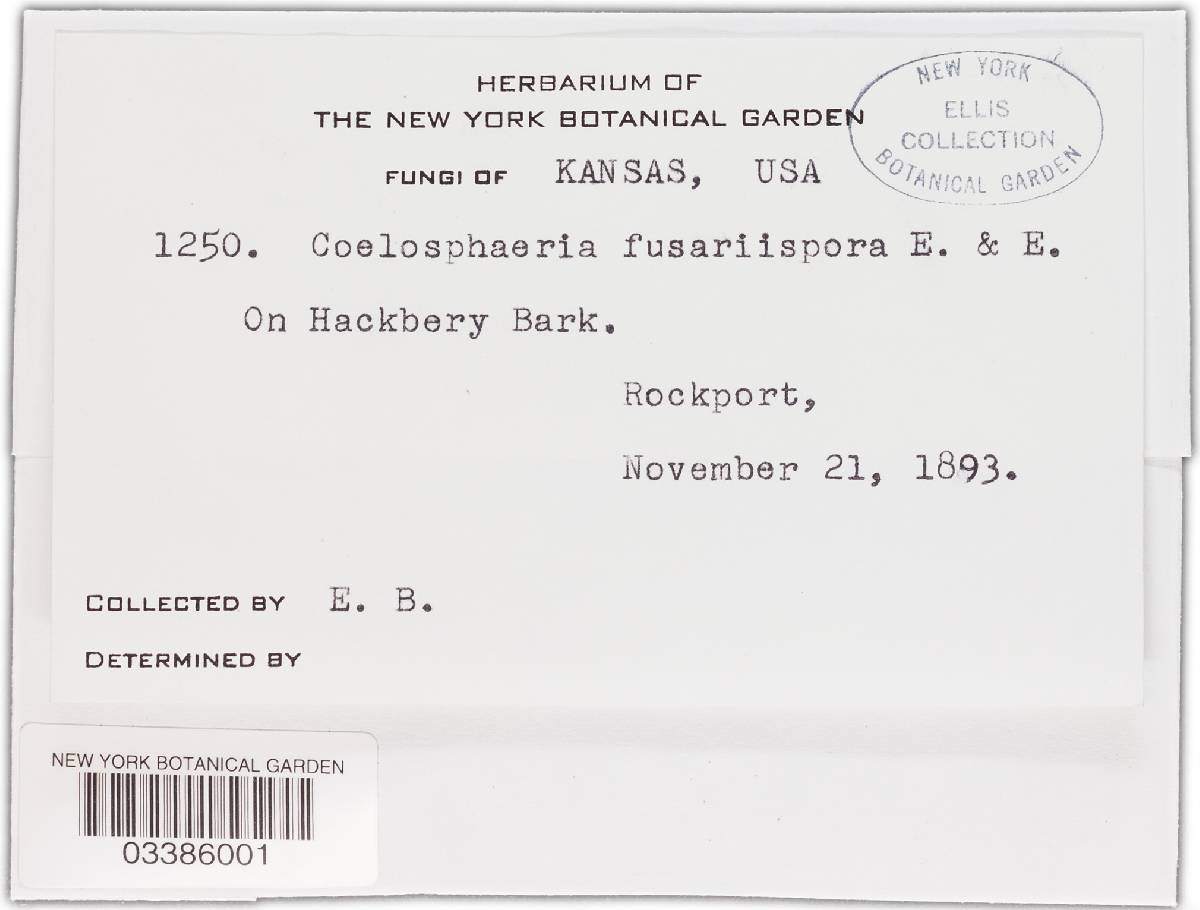 HERBARIUM OF
THE NEW YORK BOTANICAL GARDEN
FUNGI OF KANSAS, USA
NEW YORK
ELLIS
COLLECTION
BOTANICAL GARDEN
1250. Coelosphaeria fusariispora E. & E.
On Hackbery Bark.
Rockport,
November 21, 1893.
COLLECTED BY E. B.
DETERMINED BY
NEW YORK BOTANICAL GARDEN
03386001